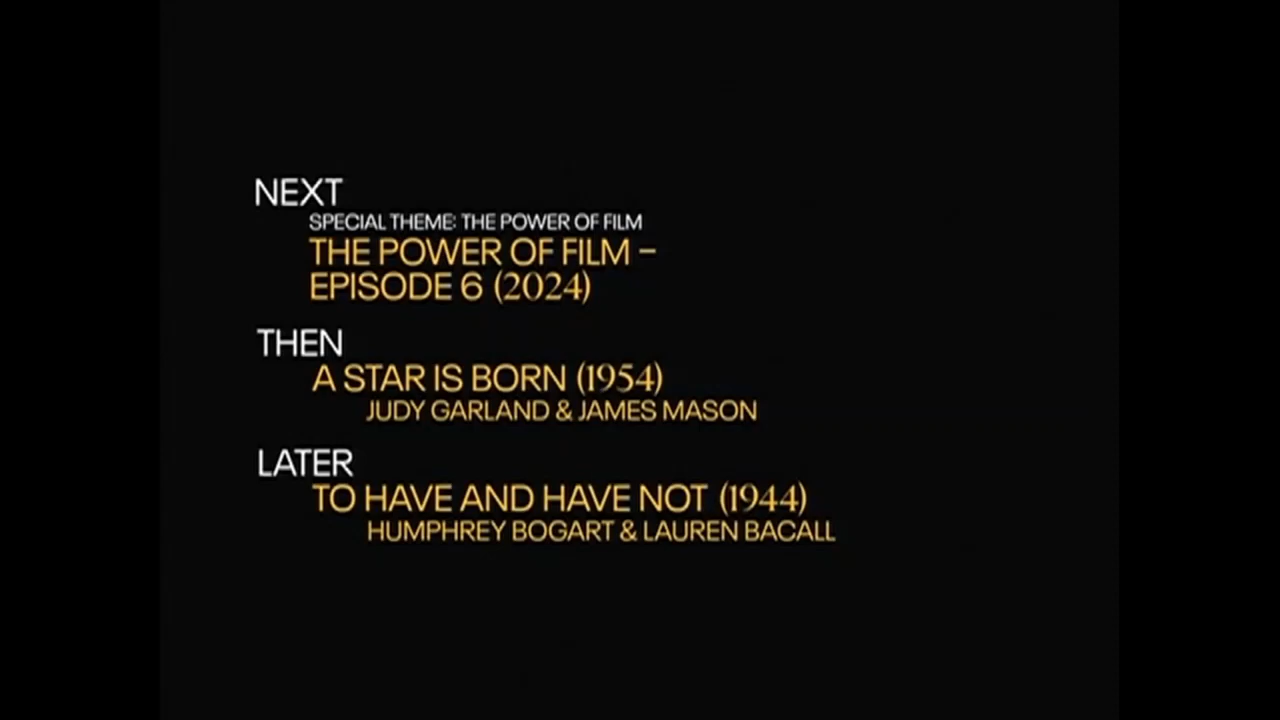 NEXT
SPECIAL THEME: THE POWER OF FILM
THE POWER OF FILM –
EPISODE 6 (2024)
THEN
A STAR IS BORN (1954)
JUDY GARLAND & JAMES MASON
LATER
TO HAVE AND HAVE NOT (1944)
HUMPHREY BOGART & LAUREN BACALL